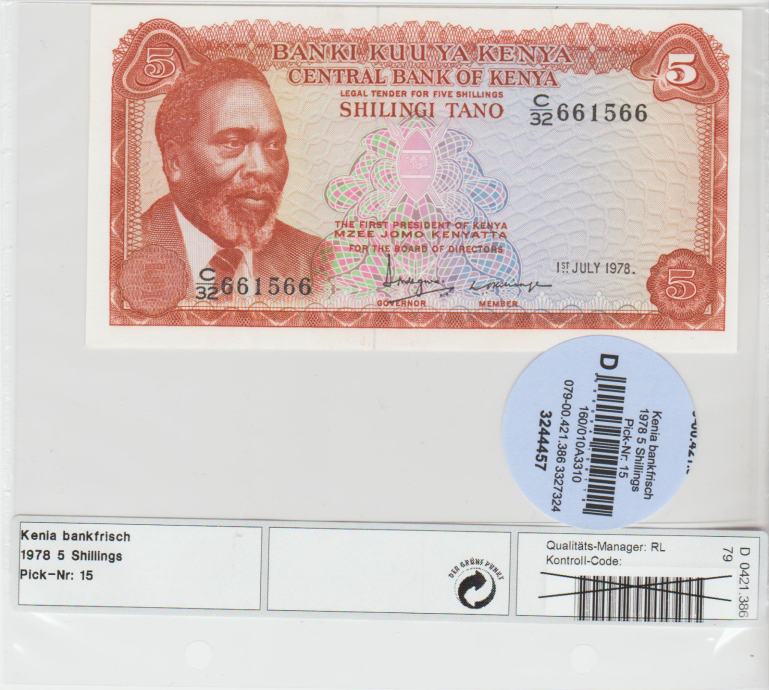 5
BANKI KUU YA KENYA
5
CENTRAL BANK OF KENYA
LEGAL TENDER FOR FIVE SHILLINGS
SHILINGI TANO
C/32 661566
THE FIRST PRESIDENT OF KENYA
MZEE JOMO KENYATTA
FOR THE BOARD OF DIRECTORS
1ST JULY 1978.
C/32 661566
GOVERNOR MEMBER
5
Kenia bankfrisch
1978 5 Shillings
Pick-Nr: 15
D
160/010A3310
079-00.421.386 3327324
3244457
Kenia bankfrisch
1978 5 Shillings
Pick-Nr: 15
DER GRÜNE PUNKT
Qualitäts-Manager: RL
Kontroll-Code:
D 0421.386
79